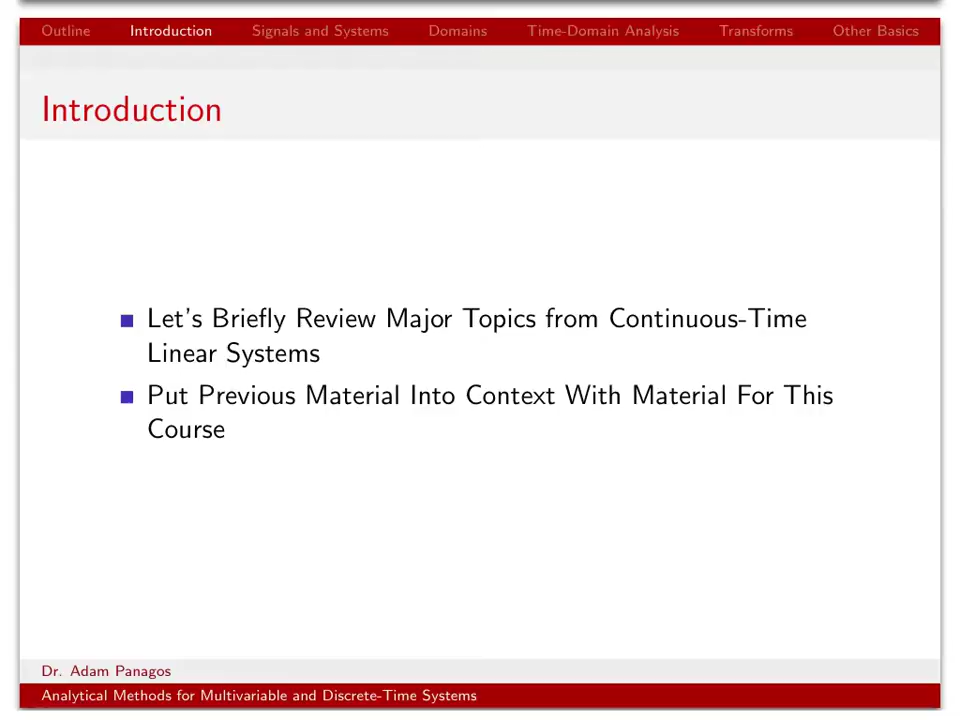 Outline Introduction Signals and Systems Domains Time-Domain Analysis Transforms Other Basics
Introduction
Let's Briefly Review Major Topics from Continuous-Time
Linear Systems
Put Previous Material Into Context With Material For This
Course
Dr. Adam Panagos
Analytical Methods for Multivariable and Discrete-Time Systems